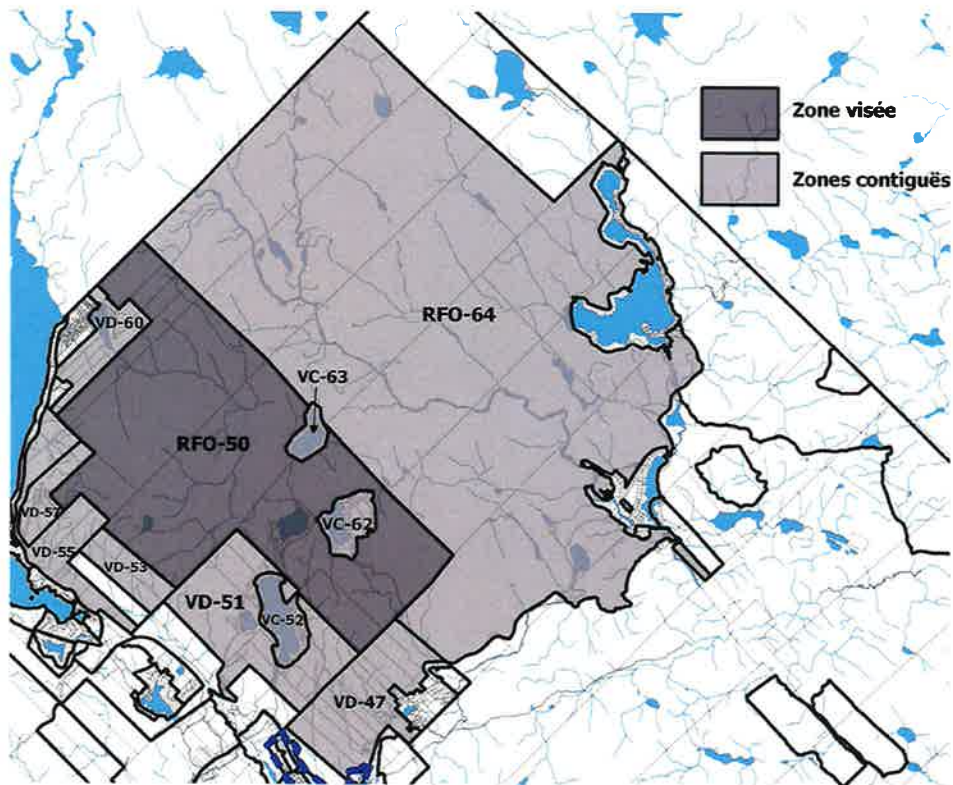 Zone visée
Zones contiguës
RFO-64
VD-60
VC-63
RFO-50
VD-57
VC-62
VD-55
VD-53
VD-51
VC-52
VD-47